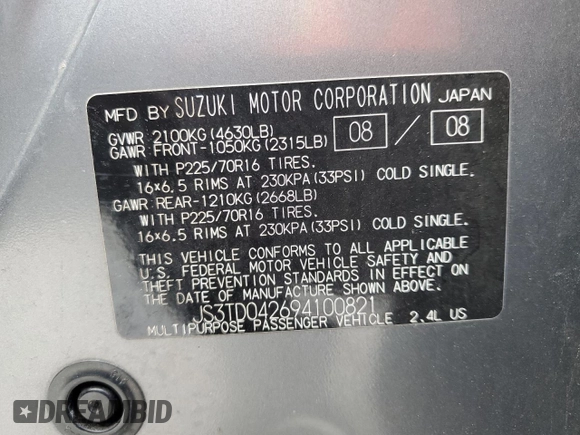 MFD BY SUZUKI MOTOR CORPORATION JAPAN
GVWR 2100KG (4630LB)
GAWR FRONT-1050KG (2315LB) 08 / 08
WITH P225/70R16 TIRES.
16×6.5 RIMS AT 230KPA (33PSI) COLD SINGLE.
GAWR REAR-1210KG (2668LB)
WITH P225/70R16 TIRES.
16×6.5 RIMS AT 230KPA (33PSI) COLD SINGLE.
THIS VEHICLE CONFORMS TO ALL APPLICABLE
U.S. FEDERAL MOTOR VEHICLE SAFETY AND
THEFT PREVENTION STANDARDS IN EFFECT ON
THE DATE OF MANUFACTURE SHOWN ABOVE.
JS3TD042694100821
MULTIPURPOSE PASSENGER VEHICLE 2.4L US
DREAMBID